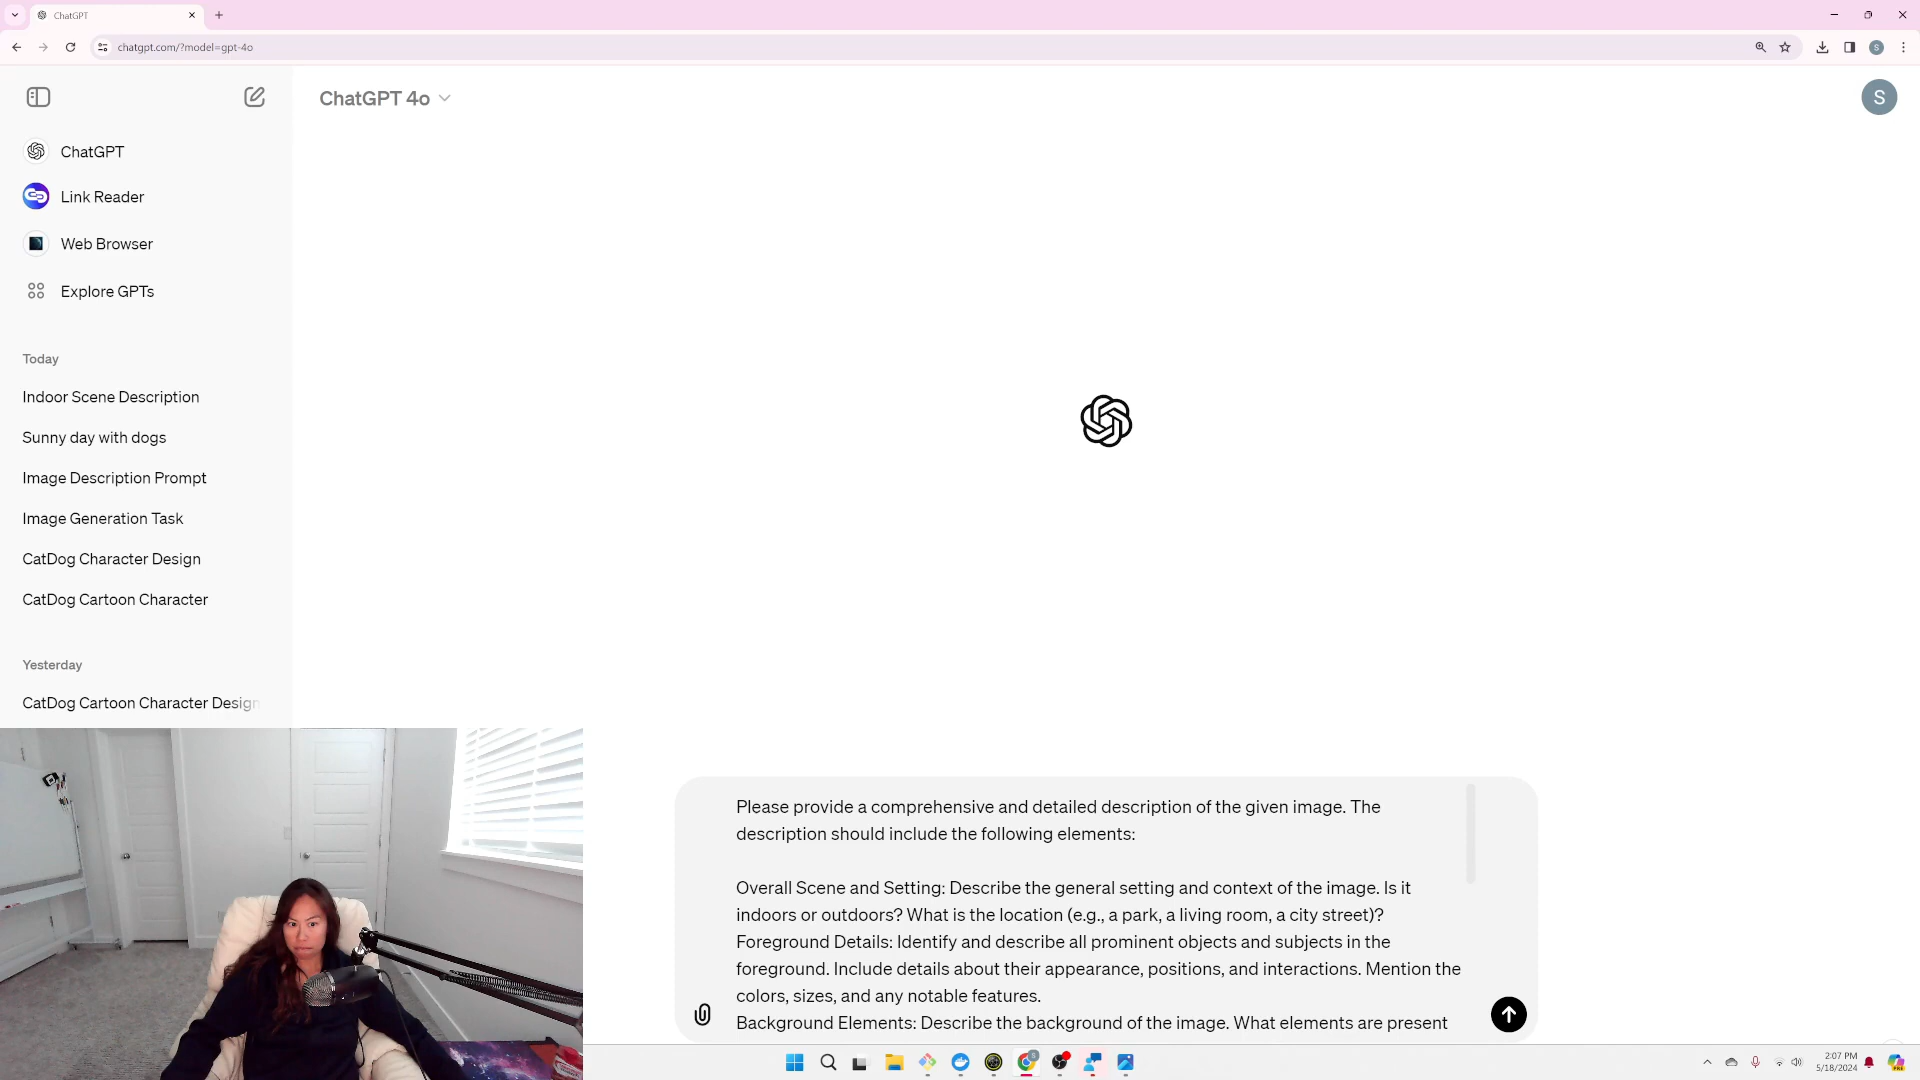 ChatGPT
chatgpt.com/?model=gpt-4o
S
ChatGPT 4o
S
ChatGPT
Link Reader
Web Browser
Explore GPTs
Today
Indoor Scene Description
Sunny day with dogs
Image Description Prompt
Image Generation Task
CatDog Character Design
CatDog Cartoon Character
Yesterday
CatDog Cartoon Character Design
Please provide a comprehensive and detailed description of the given image. The
description should include the following elements:
Overall Scene and Setting: Describe the general setting and context of the image. Is it
indoors or outdoors? What is the location (e.g., a park, a living room, a city street)?
Foreground Details: Identify and describe all prominent objects and subjects in the
foreground. Include details about their appearance, positions, and interactions. Mention the
colors, sizes, and any notable features.
Background Elements: Describe the background of the image. What elements are present
2:07 PM
5/18/2024